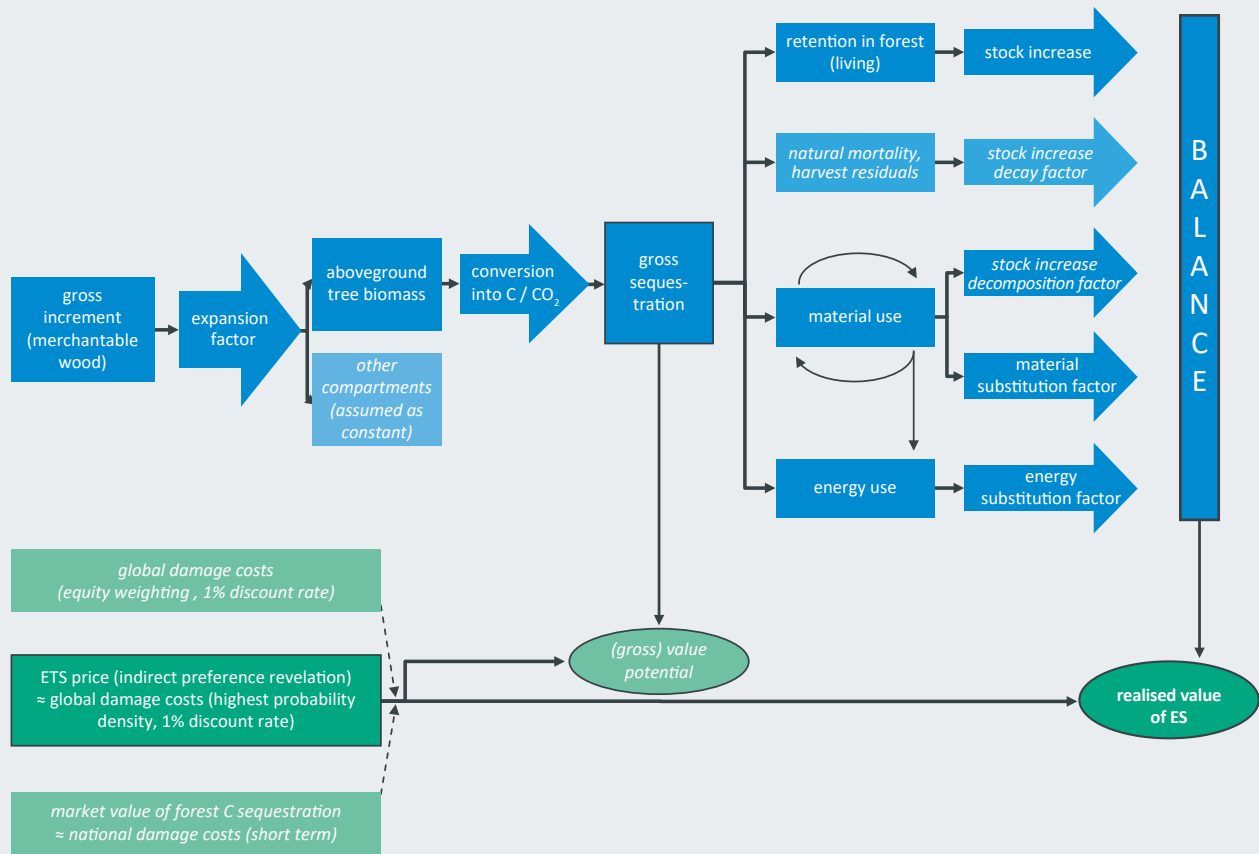 retention in forest
(living)
stock increase
natural mortality,
harvest residuals
stock increase
decay factor
B
A
L
A
N
C
E
gross
increment
(merchantable
wood)
expansion
factor
aboveground
tree biomass
other
compartments
(assumed as
constant)
conversion
into C / CO₂
gross
seques-
tration
material use
stock increase
decomposition factor
material
substitution factor
energy use
energy
substitution factor
global damage costs
(equity weighting , 1% discount rate)
ETS price (indirect preference revelation)
≈ global damage costs (highest probability
density, 1% discount rate)
market value of forest C sequestration
≈ national damage costs (short term)
(gross) value
potential
realised value
of ES